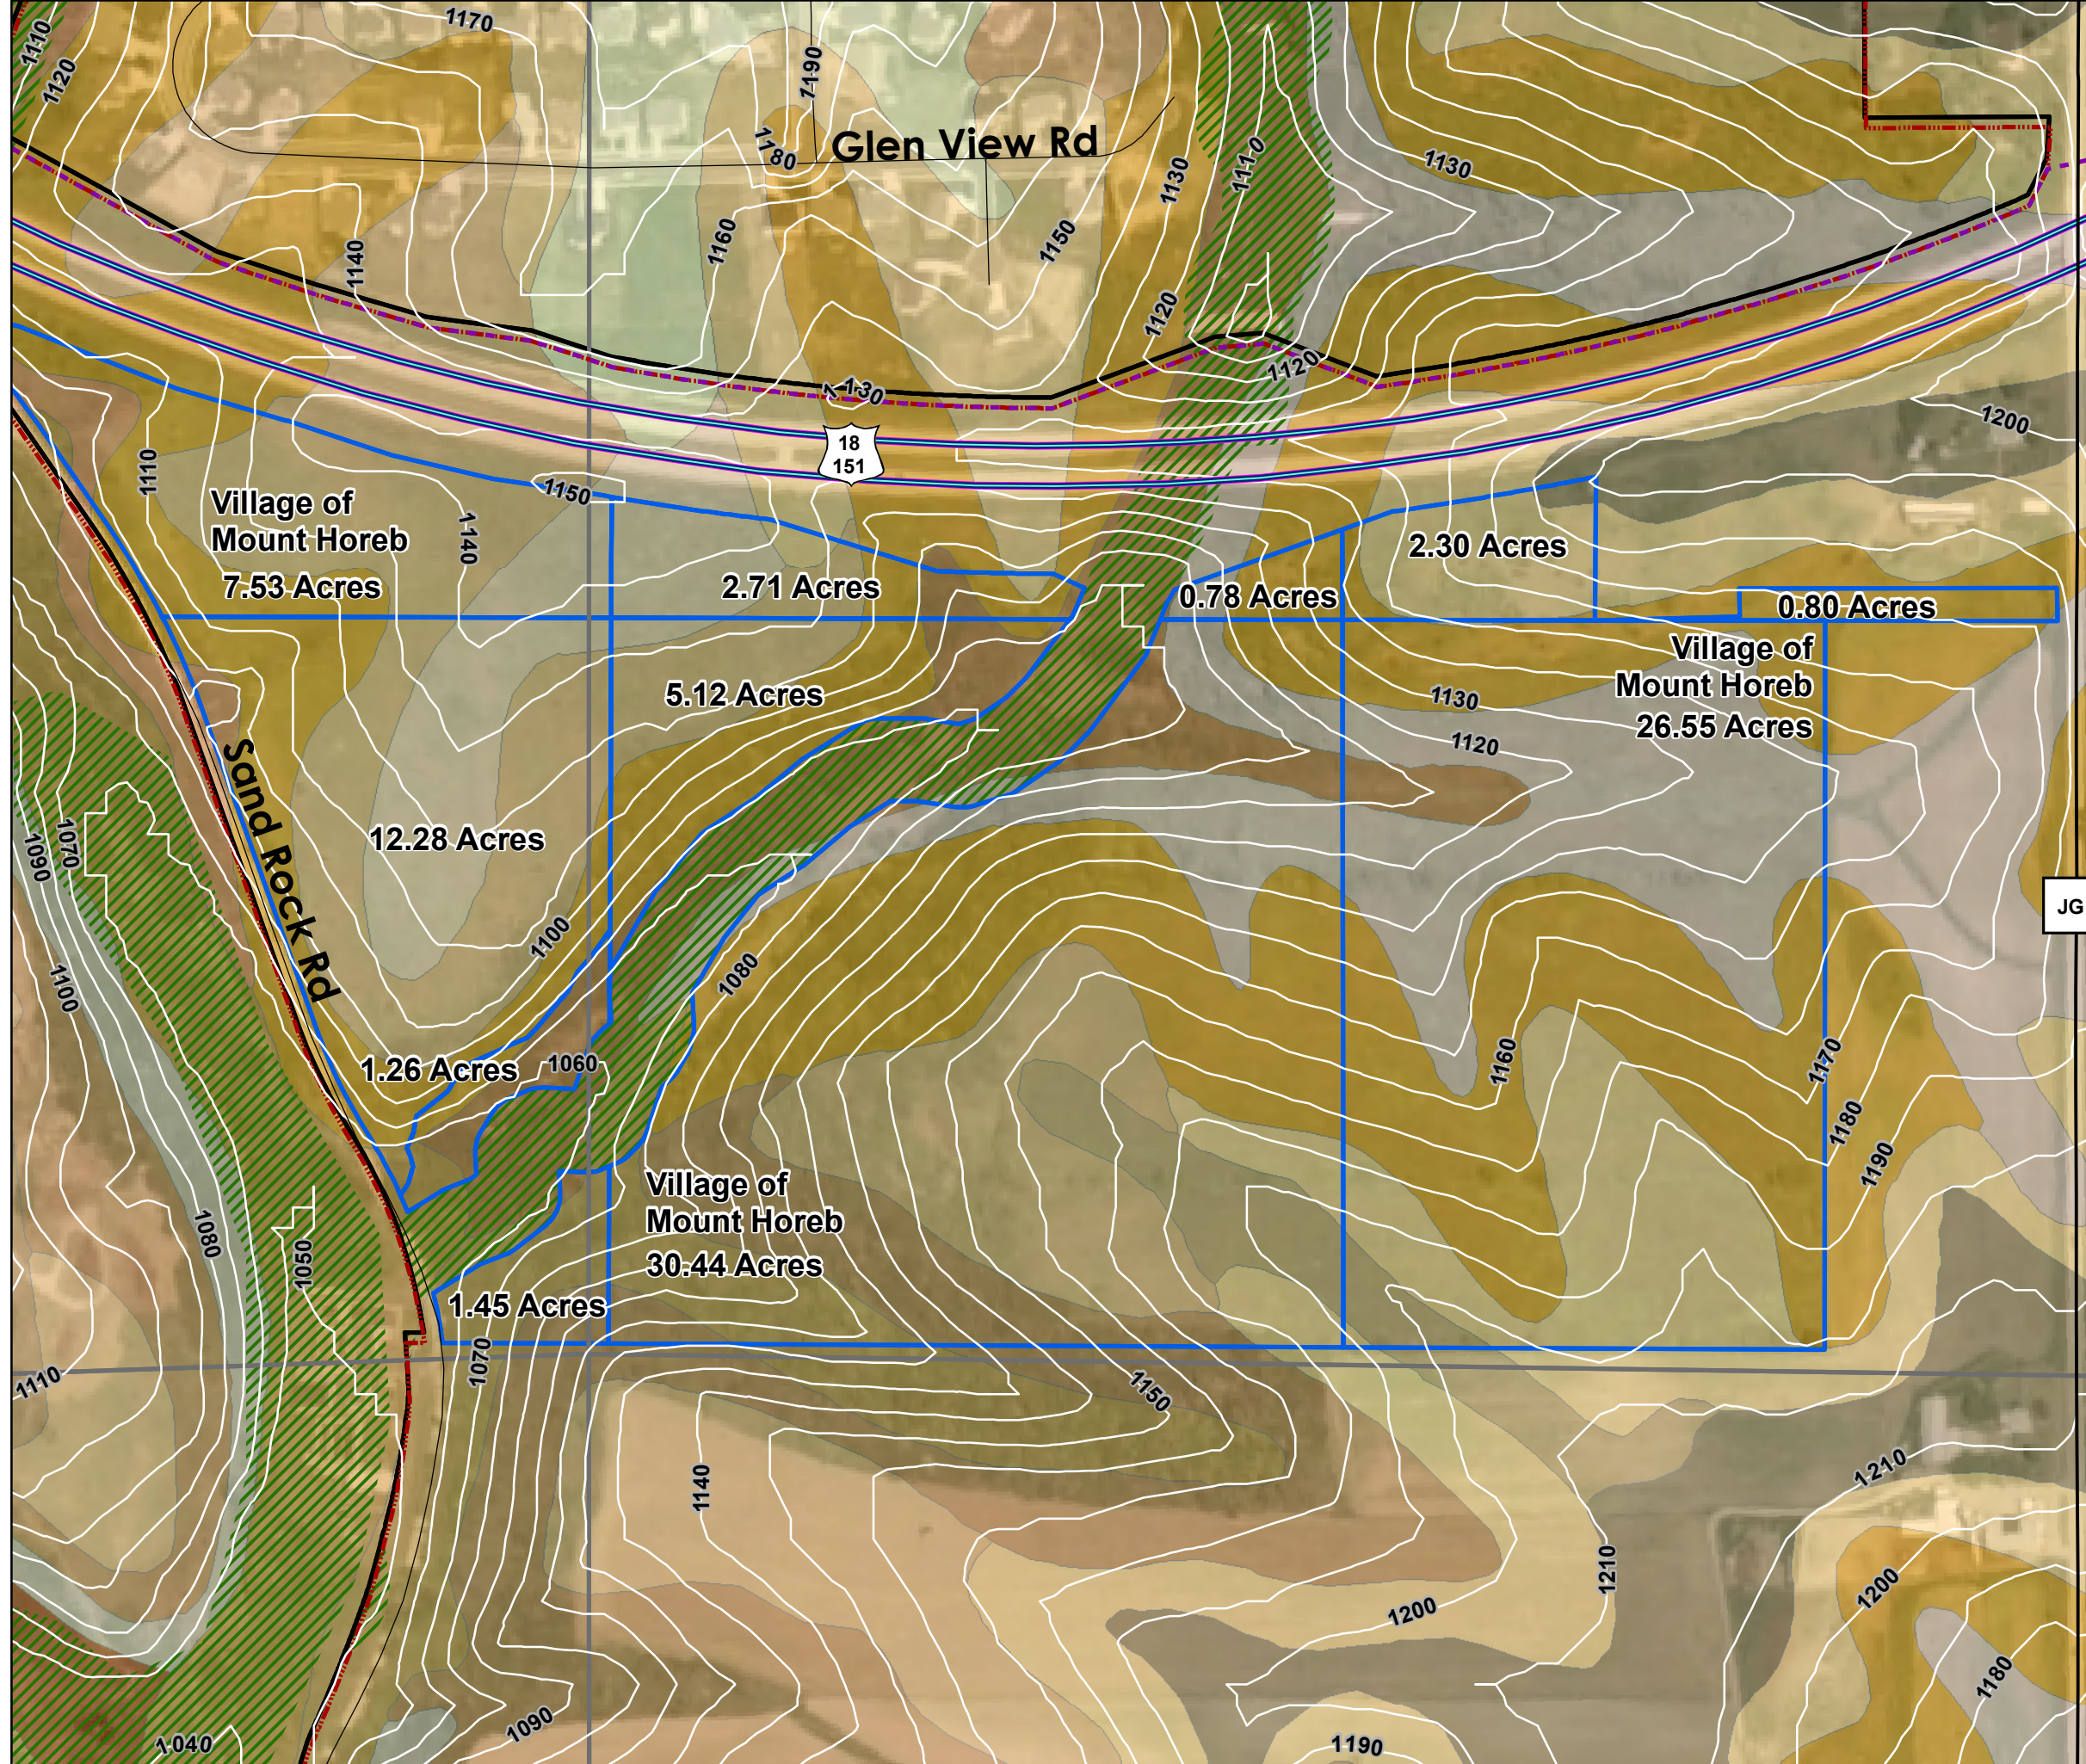 1170
1110
1120
1190
1180
Glen View Rd
1130
1110
1130
1160
1150
1140
1120
1120
1130
18
151
1200
1110
1150
1140
Village of
Mount Horeb
7.53 Acres
2.71 Acres
0.78 Acres
2.30 Acres
0.80 Acres
Village of
Mount Horeb
26.55 Acres
5.12 Acres
1130
1120
Sand Rock Rd
12.28 Acres
1090
1070
1100
1100
1080
JG
1060
1.26 Acres
1160
1170
1180
1190
Village of
Mount Horeb
30.44 Acres
1080
1050
1.45 Acres
1070
1110
1150
1140
1210
1210
1200
1200
1180
1090
1040
1190